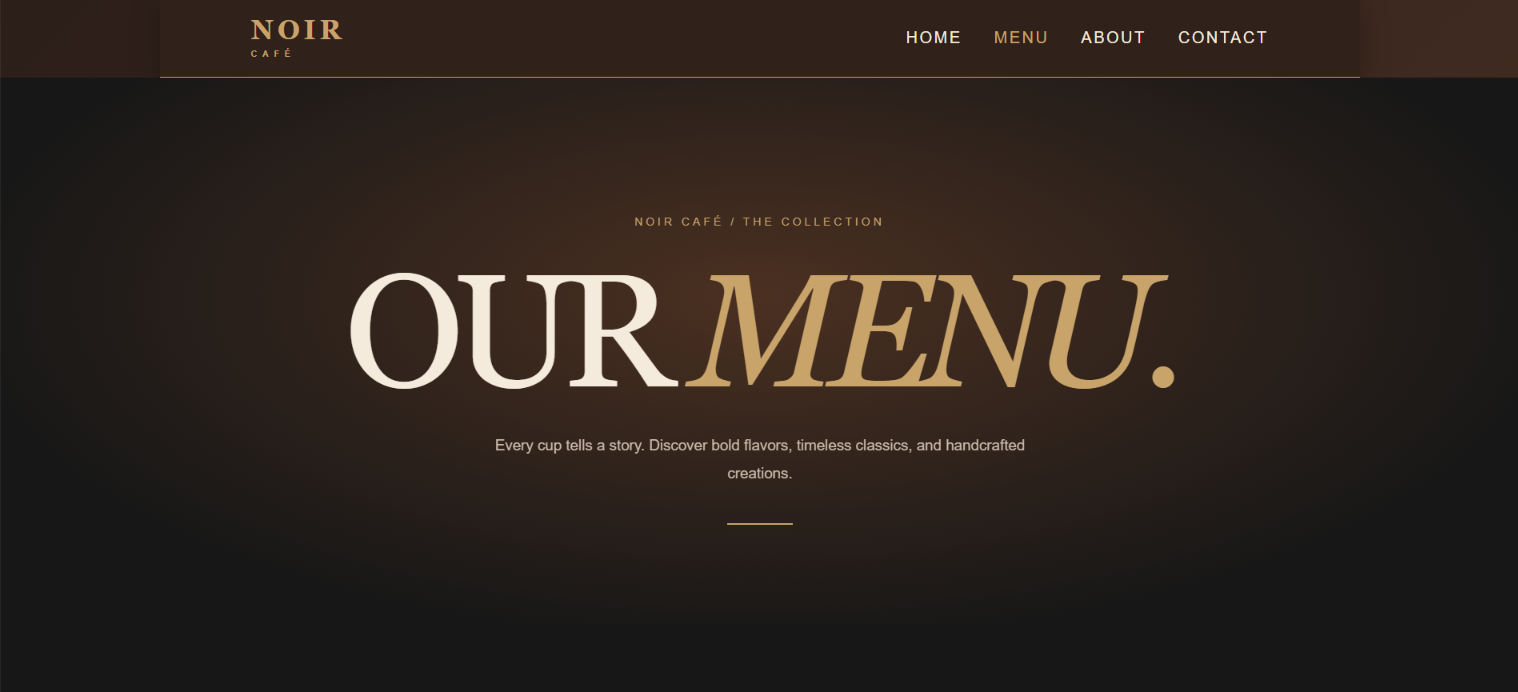 NOIR
CAFÉ
HOME MENU ABOUT CONTACT
NOIR CAFÉ / THE COLLECTION
OUR MENU.
Every cup tells a story. Discover bold flavors, timeless classics, and handcrafted
creations.